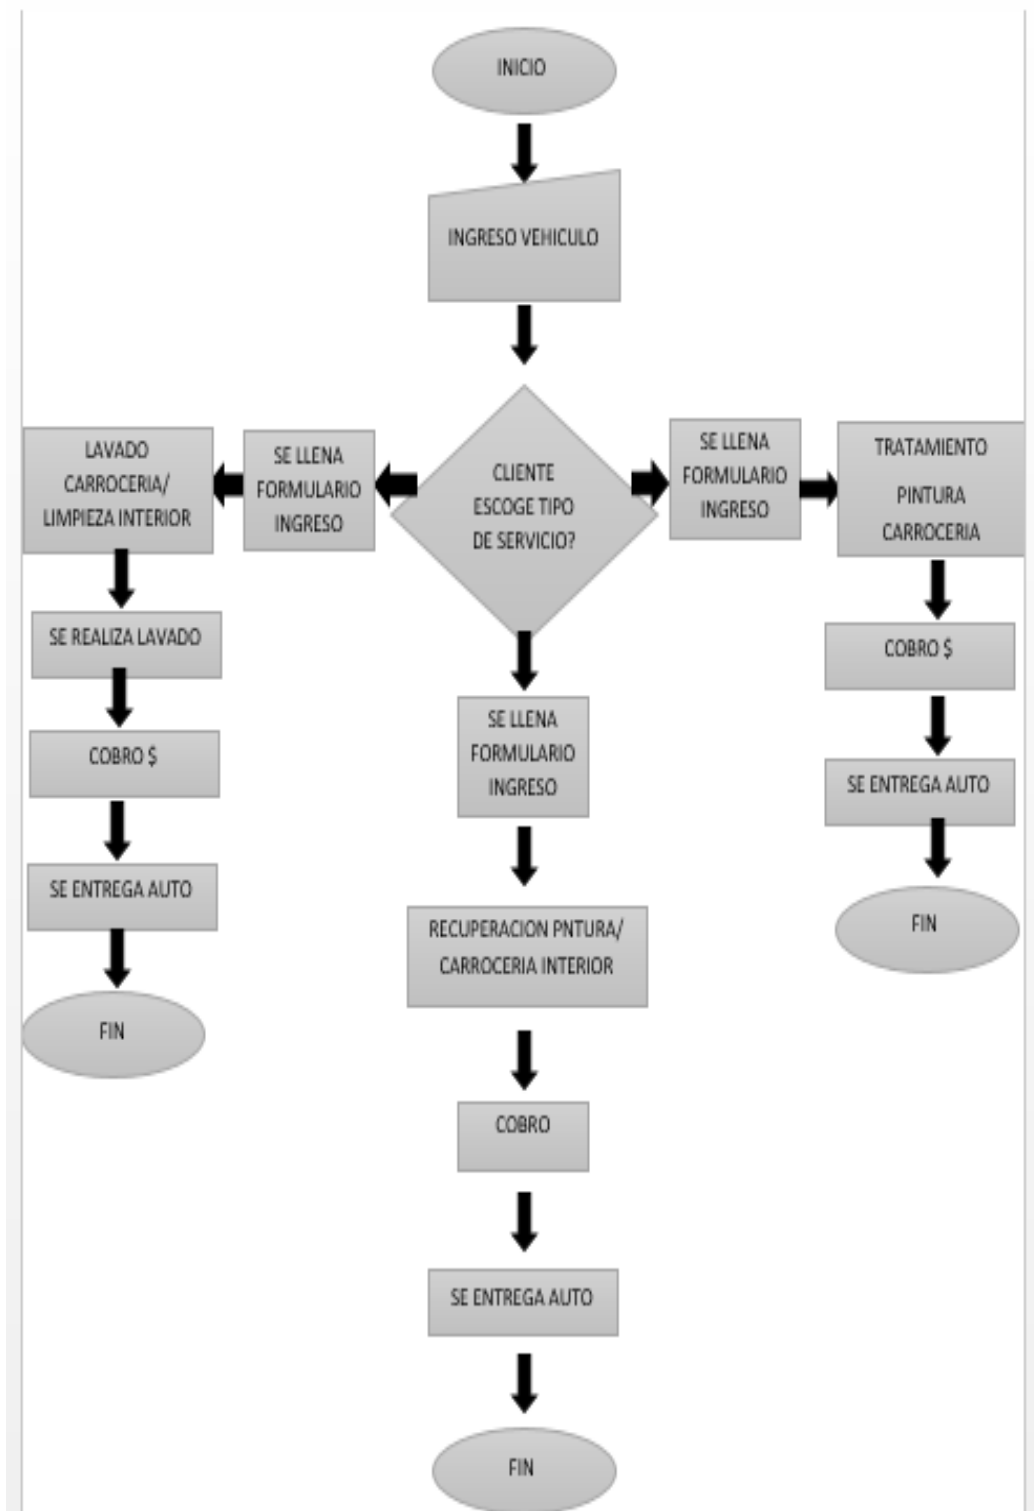 INICIO
INGRESO VEHICULO
CLIENTE
ESCOGE TIPO
DE SERVICIO?
SE LLENA
FORMULARIO
INGRESO
LAVADO
CARROCERIA/
LIMPIEZA INTERIOR
SE REALIZA LAVADO
COBRO $
SE ENTREGA AUTO
FIN
SE LLENA
FORMULARIO
INGRESO
RECUPERACION PNTURA/
CARROCERIA INTERIOR
COBRO
SE ENTREGA AUTO
FIN
SE LLENA
FORMULARIO
INGRESO
TRATAMIENTO
PINTURA
CARROCERIA
COBRO $
SE ENTREGA AUTO
FIN